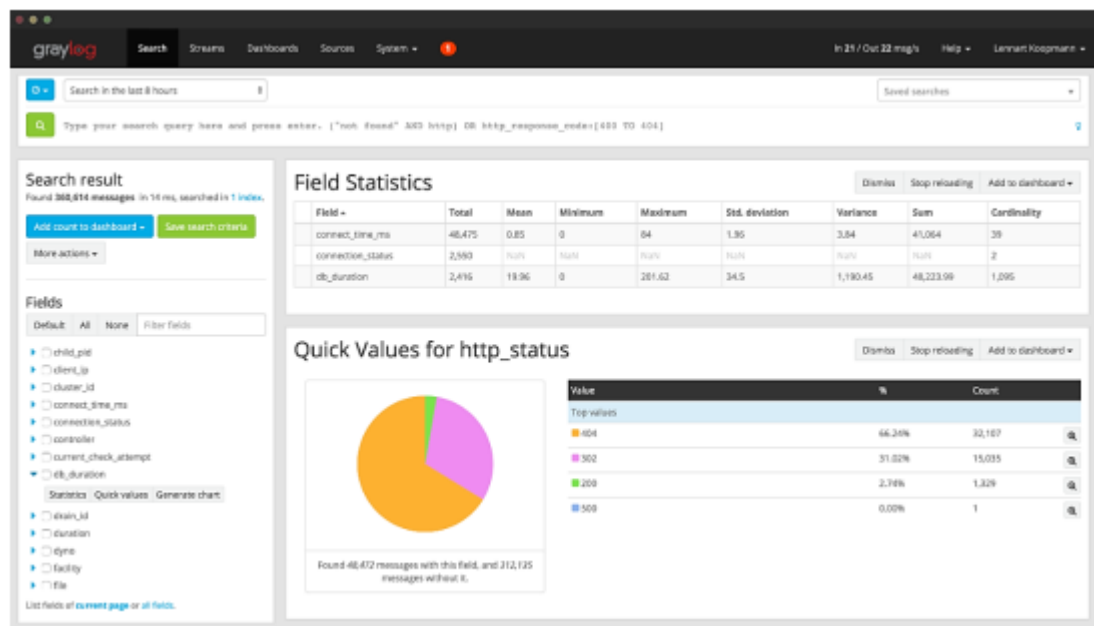 graylog Search Streams Dashboards Sources System In 21 / Out 22 msg/s Help Lennart Koopmann
Search in the last 8 hours Saved searches
Type your search query here and press enter. ("not found" AND http) OR http_response_code:[400 TO 404]
Search result
Found 360,614 messages in 14 ms, searched in 1 index.
Add count to dashboard Save search criteria
More actions
Fields
Default All None Filter fields
child_pid
client_ip
cluster_id
connect_time_ms
connection_status
controller
current_check_attempt
db_duration
Statistics Quick values Generate chart
drain_id
duration
dyno
facility
file
List fields of current page or all fields.
Field Statistics
Dismiss Stop reloading Add to dashboard
Field Total Mean Minimum Maximum Std. deviation Variance Sum Cardinality
connect_time_ms 48,475 0.85 0 84 1.96 3.84 41,064 39
connection_status 2,550 NaN NaN NaN NaN NaN NaN 2
db_duration 2,416 19.96 0 201.62 34.5 1,190.45 48,223.99 1,095
Quick Values for http_status
Dismiss Stop reloading Add to dashboard
Value % Count
Top values
404 66.24% 32,107
302 31.02% 15,035
200 2.74% 1,329
500 0.00% 1
Found 48,472 messages with this field, and 312,135
messages without it.